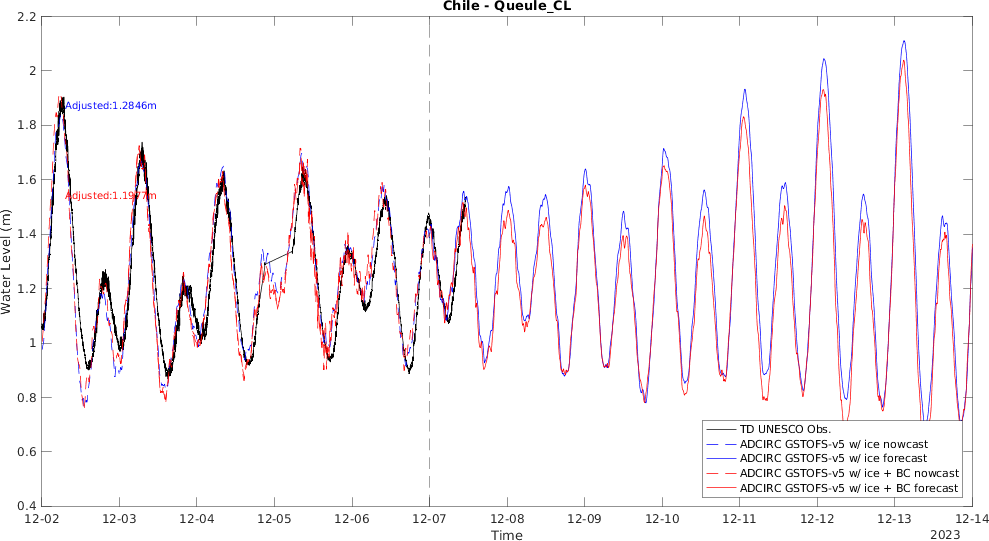 Chile - Queule_CL
2.2
2
1.8
1.6
1.4
1.2
1
0.8
0.6
0.4
Water Level (m)
Adjusted:1.2846m
Adjusted:1.1977m
TD UNESCO Obs.
ADCIRC GSTOFS-v5 w/ ice nowcast
ADCIRC GSTOFS-v5 w/ ice forecast
ADCIRC GSTOFS-v5 w/ ice + BC nowcast
ADCIRC GSTOFS-v5 w/ ice + BC forecast
12-02 12-03 12-04 12-05 12-06 12-07 12-08 12-09 12-10 12-11 12-12 12-13 12-14
Time
2023